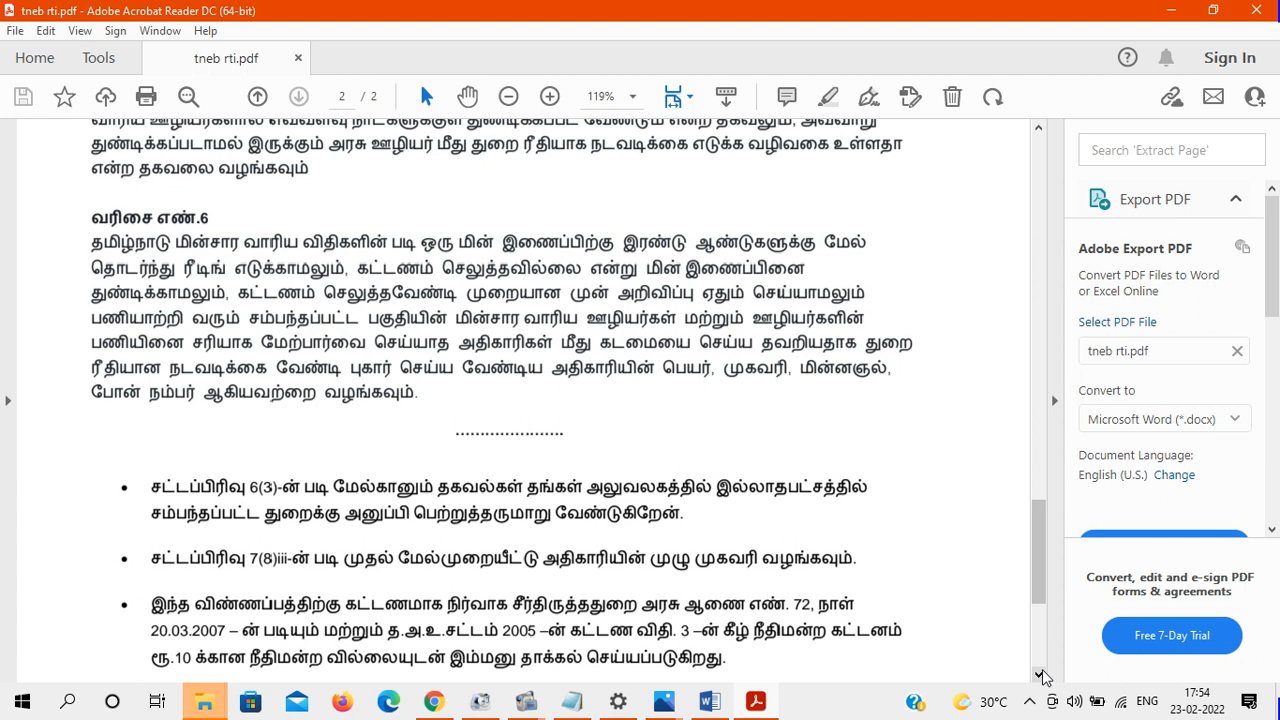 tneb rti.pdf - Adobe Acrobat Reader DC (64-bit)
File Edit View Sign Window Help
Home Tools tneb rti.pdf Sign In
2 / 2 119%
துண்டிக்கப்படாமல் இருக்கும் அரசு ஊழியர் மீது துறை ரீதியாக நடவடிக்கை எடுக்க வழிவகை உள்ளதா
என்ற தகவலை வழங்கவும்
வரிசை எண்.6
தமிழ்நாடு மின்சார வாரிய விதிகளின் படி ஒரு மின் இணைப்பிற்கு இரண்டு ஆண்டுகளுக்கு மேல்
தொடர்ந்து ரீடிங் எடுக்காமலும், கட்டணம் செலுத்தவில்லை என்று மின் இணைப்பினை
துண்டிக்காமலும், கட்டணம் செலுத்தவேண்டி முறையான முன் அறிவிப்பு ஏதும் செய்யாமலும்
பணியாற்றி வரும் சம்பந்தப்பட்ட பகுதியின் மின்சார வாரிய ஊழியர்கள் மற்றும் ஊழியர்களின்
பணியினை சரியாக மேற்பார்வை செய்யாத அதிகாரிகள் மீது கடமையை செய்ய தவறியதாக துறை
ரீதியான நடவடிக்கை வேண்டி புகார் செய்ய வேண்டிய அதிகாரியின் பெயர், முகவரி, மின்னஞல்,
போன் நம்பர் ஆகியவற்றை வழங்கவும்.
......................
• சட்டப்பிரிவு 6(3)-ன் படி மேல்கானும் தகவல்கள் தங்கள் அலுவலகத்தில் இல்லாதபட்சத்தில்
சம்பந்தப்பட்ட துறைக்கு அனுப்பி பெற்றுத்தருமாறு வேண்டுகிறேன்.
• சட்டப்பிரிவு 7(8)iii-ன் படி முதல் மேல்முறையீட்டு அதிகாரியின் முழு முகவரி வழங்கவும்.
• இந்த விண்ணப்பத்திற்கு கட்டணமாக நிர்வாக சீர்திருத்ததுறை அரசு ஆணை எண். 72, நாள்
20.03.2007 – ன் படியும் மற்றும் த.அ.உ.சட்டம் 2005 –ன் கட்டண விதி. 3 –ன் கீழ் நீதிமன்ற கட்டனம்
ரூ.10 க்கான நீதிமன்ற வில்லையுடன் இம்மனு தாக்கல் செய்யப்படுகிறது.
Search 'Extract Page'
Export PDF
Adobe Export PDF
Convert PDF Files to Word
or Excel Online
Select PDF File
tneb rti.pdf
Convert to
Microsoft Word (*.docx)
Document Language:
English (U.S.) Change
Convert, edit and e-sign PDF
forms & agreements
Free 7-Day Trial
30°C ENG 17:54
23-02-2022